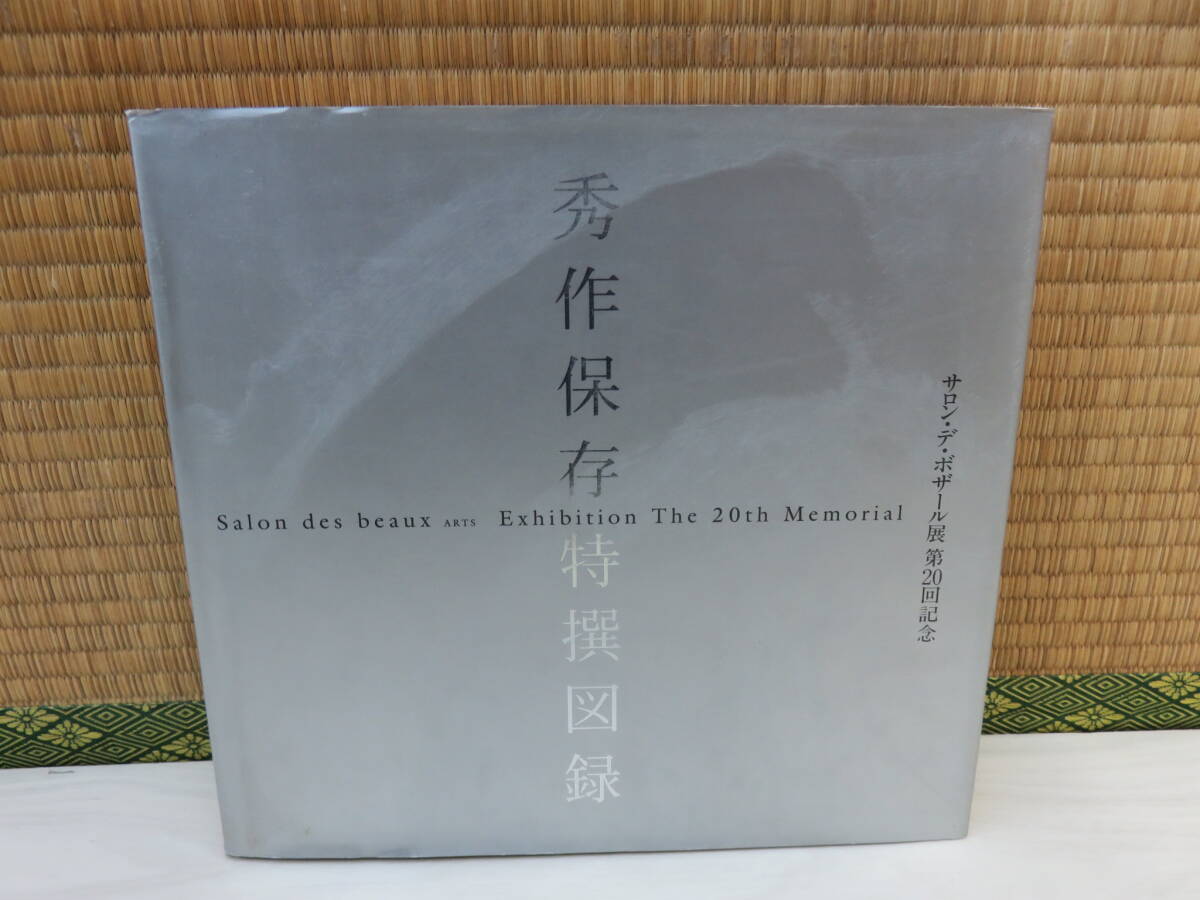 秀作保存特撰図録
Salon des beaux ARTS Exhibition The 20th Memorial
サロン・デ・ボザール展 第20回記念